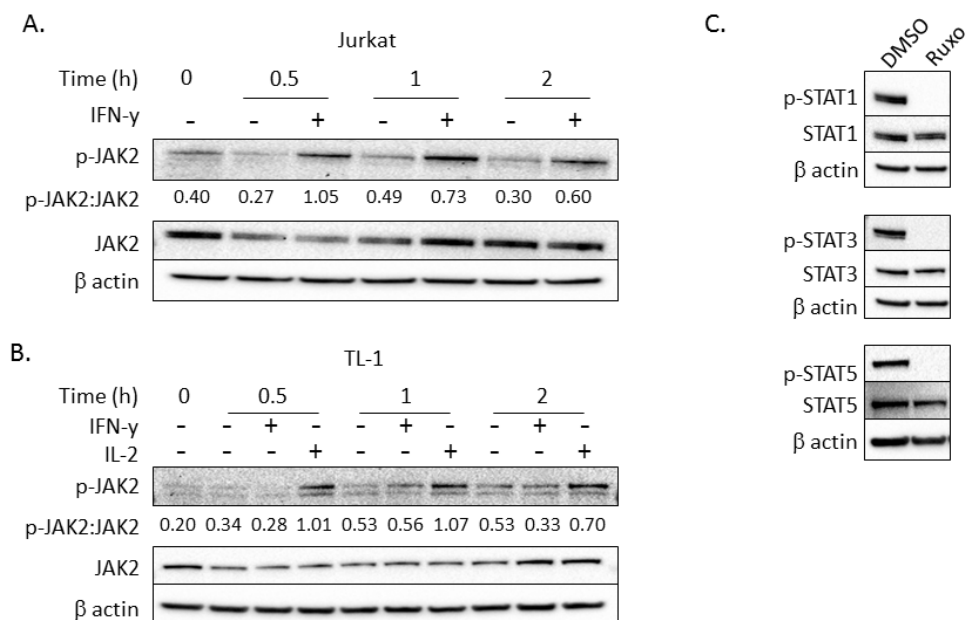 A.
Jurkat
Time (h) 0 0.5 1 2
IFN-y - - + - + - +
p-JAK2
p-JAK2:JAK2 0.40 0.27 1.05 0.49 0.73 0.30 0.60
JAK2
β actin
B.
TL-1
Time (h) 0 0.5 1 2
IFN-y - - + - - + - - + -
IL-2 - - - + - - + - - +
p-JAK2
p-JAK2:JAK2 0.20 0.34 0.28 1.01 0.53 0.56 1.07 0.53 0.33 0.70
JAK2
β actin
C.
DMSO Ruxo
p-STAT1
STAT1
β actin
p-STAT3
STAT3
β actin
p-STAT5
STAT5
β actin